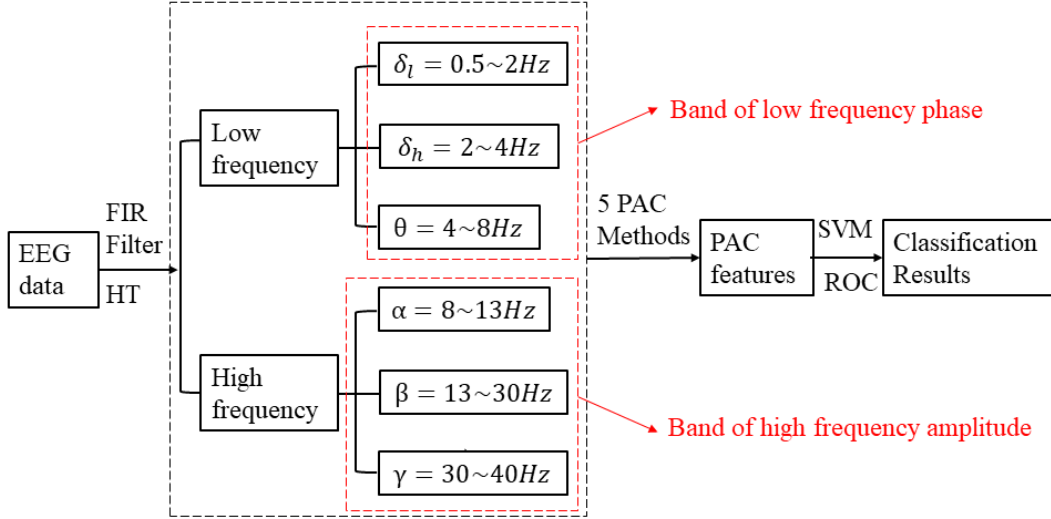 EEG
data
FIR
Filter
HT
Low
frequency
δₗ = 0.5~2Hz
δₕ = 2~4Hz
θ = 4~8Hz
Band of low frequency phase
High
frequency
α = 8~13Hz
β = 13~30Hz
γ = 30~40Hz
Band of high frequency amplitude
5 PAC
Methods
PAC
features
SVM
ROC
Classification
Results